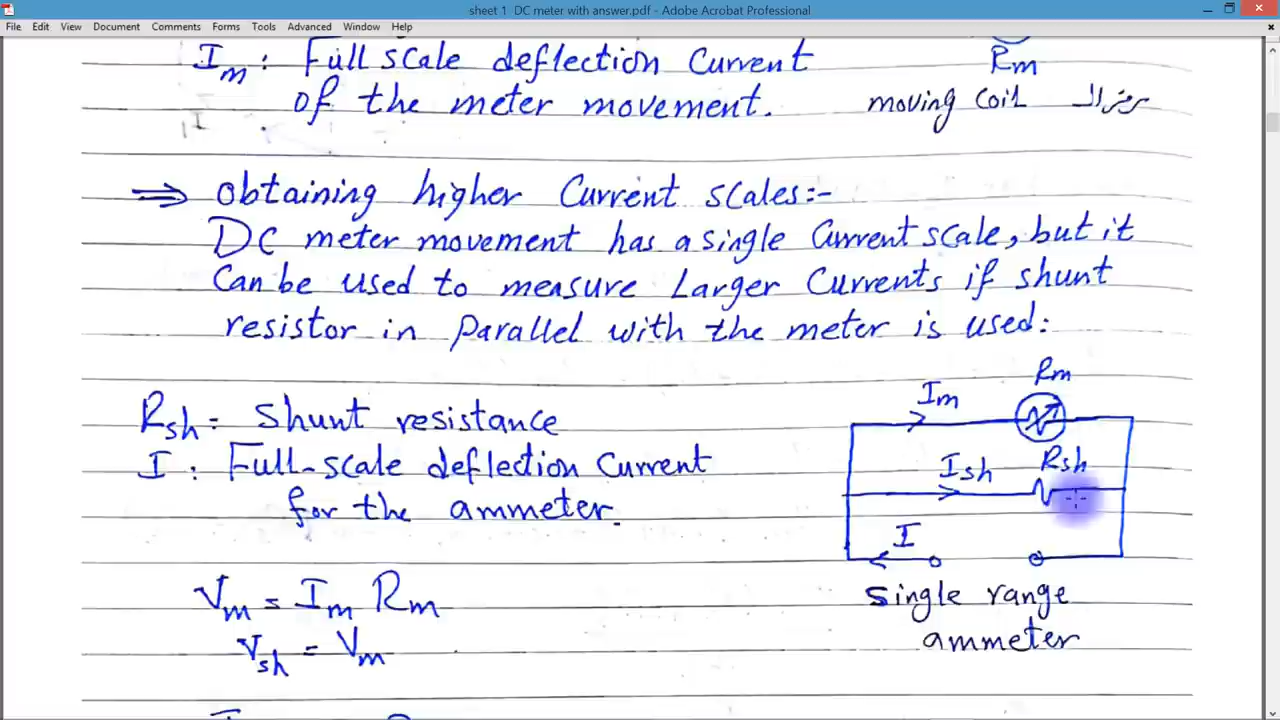 sheet 1 DC meter with answer.pdf - Adobe Acrobat Professional
File Edit View Document Comments Forms Tools Advanced Window Help
Im : Full scale deflection Current
of the meter movement.
Rm
moving coil
⇒ obtaining higher Current scales:-
DC meter movement has a single Current scale, but it
Can be used to measure Larger Currents if shunt
resistor in parallel with the meter is used:
Rsh = Shunt resistance
I : Full-scale deflection Current
for the ammeter.
Vm = Im Rm
Vsh = Vm
Rm
Im
Rsh
Ish
I
single range
ammeter